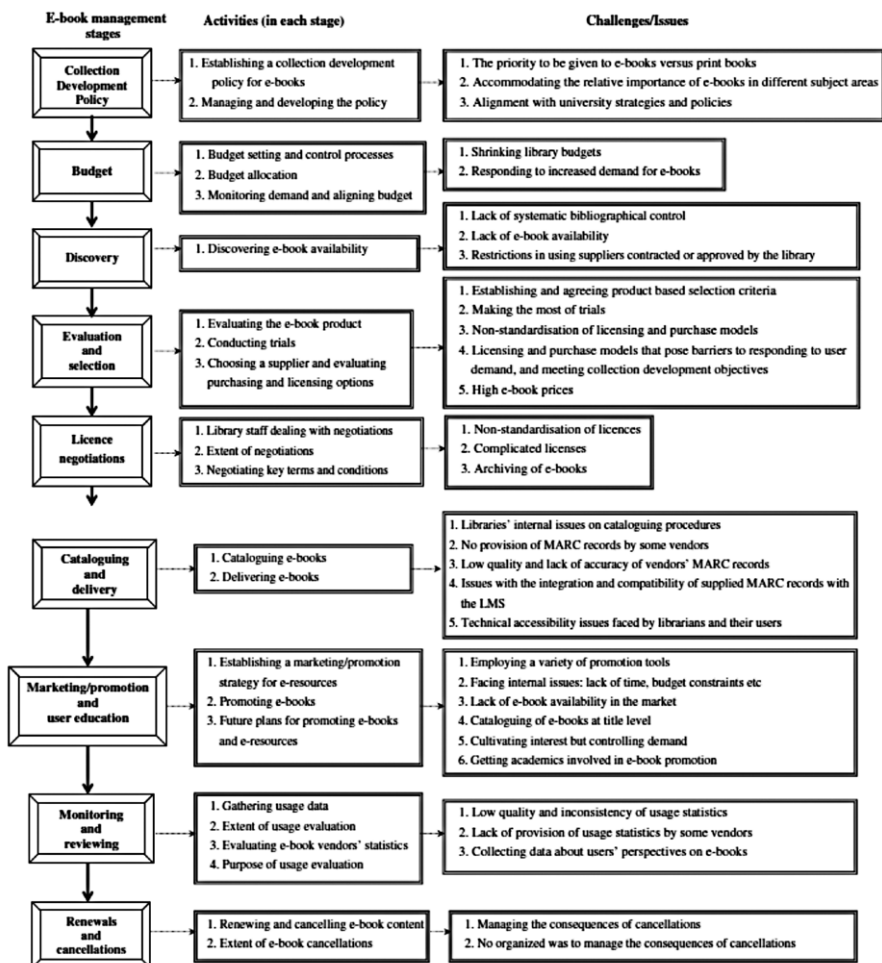 E-book management
stages
Activities (in each stage)
Challenges/Issues
Collection
Development
Policy
1. Establishing a collection development
policy for e-books
2. Managing and developing the policy
1. The priority to be given to e-books versus print books
2. Accommodating the relative importance of e-books in different subject areas
3. Alignment with university strategies and policies
Budget
1. Budget setting and control processes
2. Budget allocation
3. Monitoring demand and aligning budget
1. Shrinking library budgets
2. Responding to increased demand for e-books
Discovery
1. Discovering e-book availability
1. Lack of systematic bibliographical control
2. Lack of e-book availability
3. Restrictions in using suppliers contracted or approved by the library
Evaluation
and
selection
1. Evaluating the e-book product
2. Conducting trials
3. Choosing a supplier and evaluating
purchasing and licensing options
1. Establishing and agreeing product based selection criteria
2. Making the most of trials
3. Non-standardisation of licensing and purchase models
4. Licensing and purchase models that pose barriers to responding to user
demand, and meeting collection development objectives
5. High e-book prices
Licence
negotiations
1. Library staff dealing with negotiations
2. Extent of negotiations
3. Negotiating key terms and conditions
1. Non-standardisation of licences
2. Complicated licenses
3. Archiving of e-books
Cataloguing
and
delivery
1. Cataloguing e-books
2. Delivering e-books
1. Libraries' internal issues on cataloguing procedures
2. No provision of MARC records by some vendors
3. Low quality and lack of accuracy of vendors' MARC records
4. Issues with the integration and compatibility of supplied MARC records with
the LMS
5. Technical accessibility issues faced by librarians and their users
Marketing/promotion
and
user education
1. Establishing a marketing/promotion
strategy for e-resources
2. Promoting e-books
3. Future plans for promoting e-books
and e-resources
1. Employing a variety of promotion tools
2. Facing internal issues: lack of time, budget constraints etc
3. Lack of e-book availability in the market
4. Cataloguing of e-books at title level
5. Cultivating interest but controlling demand
6. Getting academics involved in e-book promotion
Monitoring
and
reviewing
1. Gathering usage data
2. Extent of usage evaluation
3. Evaluating e-book vendors' statistics
4. Purpose of usage evaluation
1. Low quality and inconsistency of usage statistics
2. Lack of provision of usage statistics by some vendors
3. Collecting data about users' perspectives on e-books
Renewals
and
cancellations
1. Renewing and cancelling e-book content
2. Extent of e-book cancellations
1. Managing the consequences of cancellations
2. No organized was to manage the consequences of cancellations